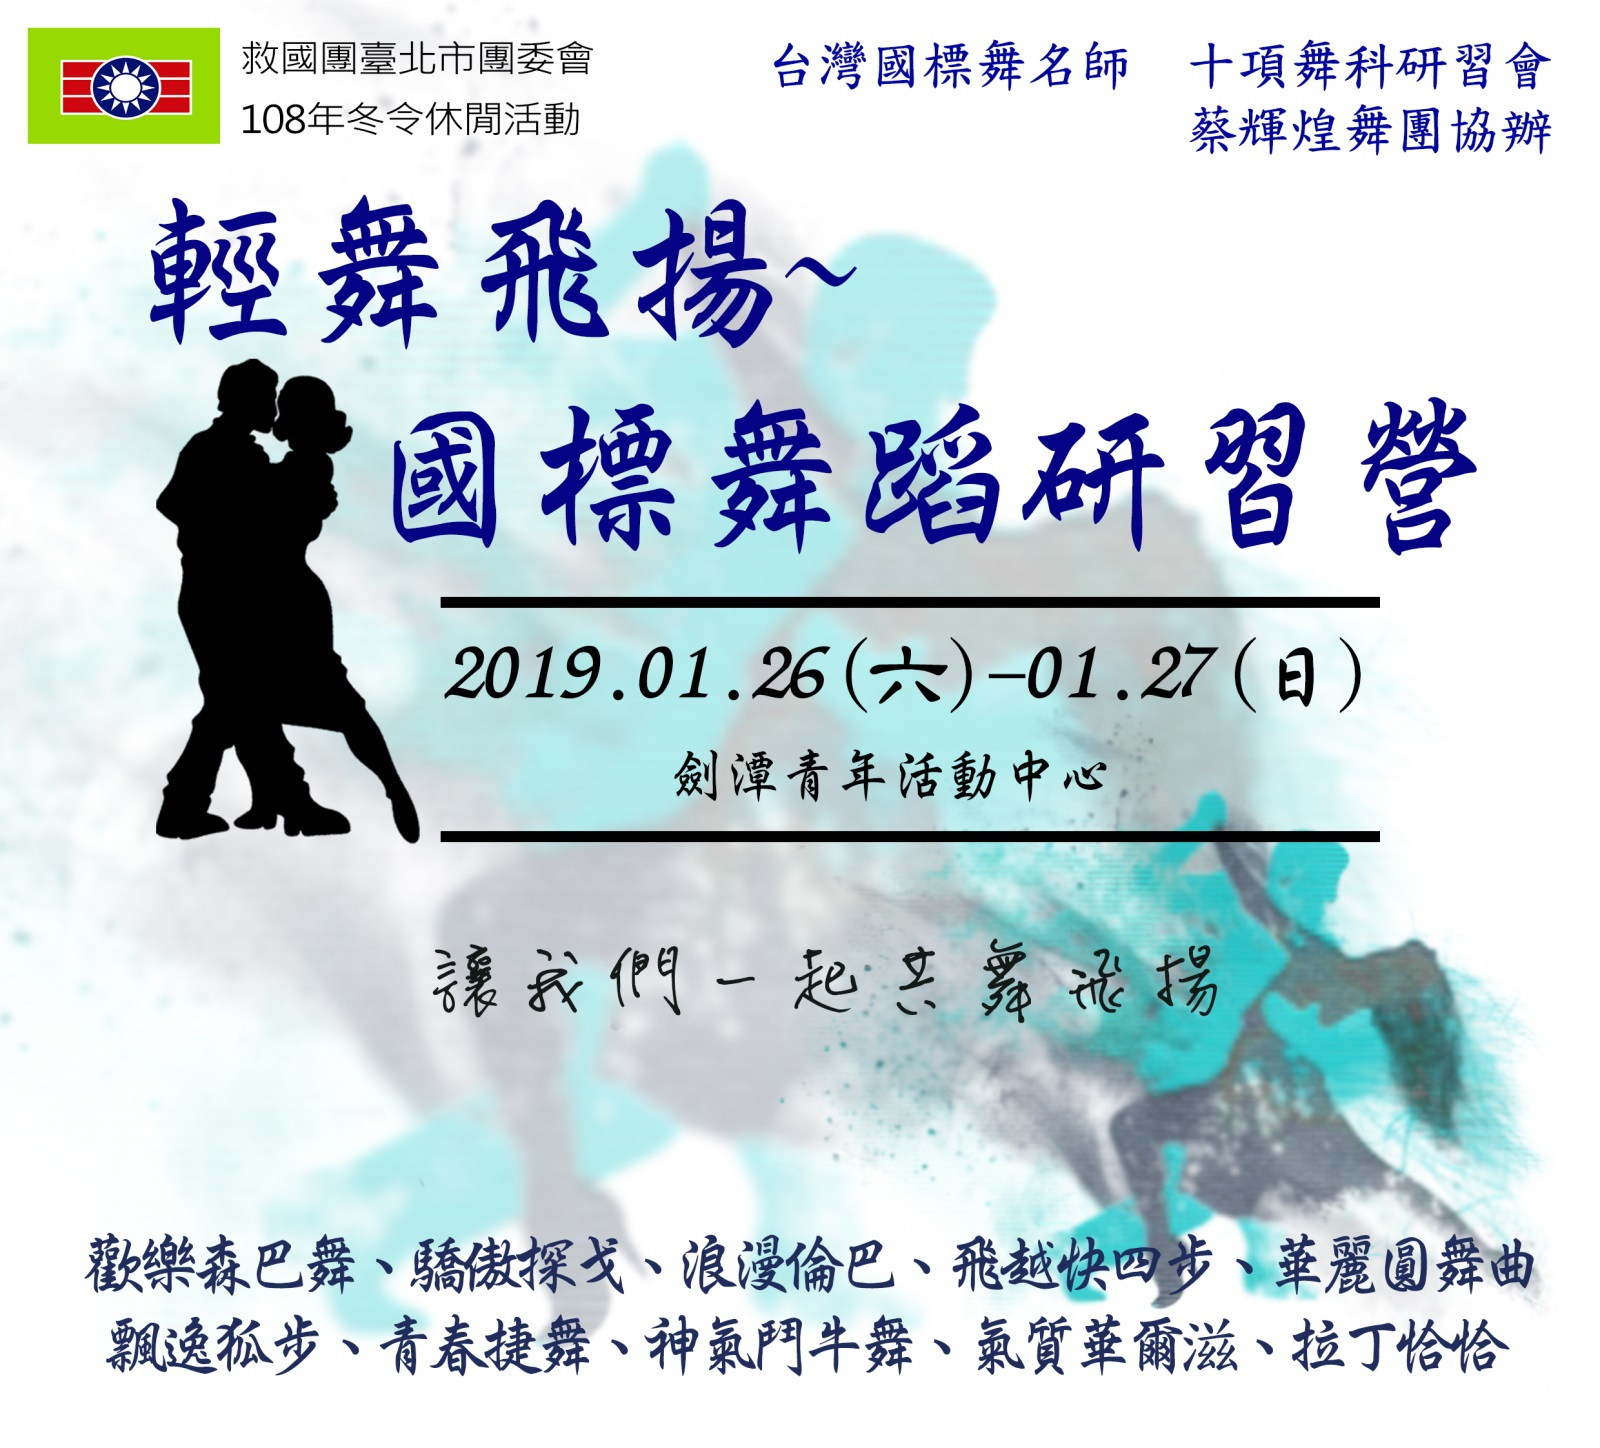 救國團臺北市團委會
108年冬令休閒活動
台灣國標舞名師 十項舞科研習會
蔡輝煌舞團協辦
輕舞飛揚~
國標舞蹈研習營
2019.01.26(六)-01.27(日)
劍潭青年活動中心
讓我們一起共舞飛揚
歡樂森巴舞、驕傲探戈、浪漫倫巴、飛越快四步、華麗圓舞曲
飄逸狐步、青春捷舞、神氣鬥牛舞、氣質華爾滋、拉丁恰恰